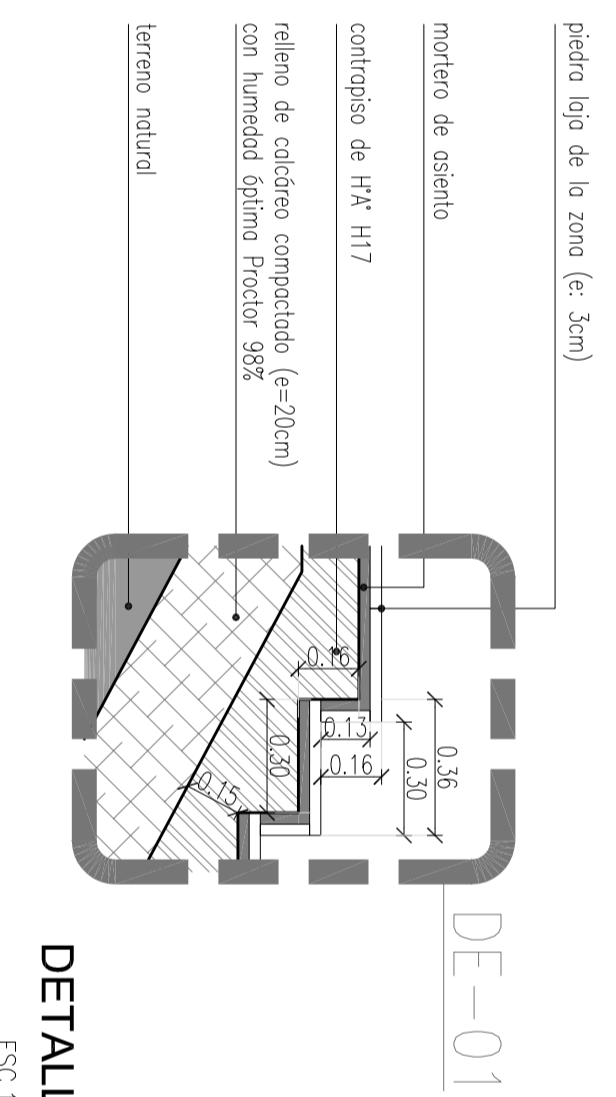 piedra laja de la zona (e: 3cm)
mortero de asiento
contrapiso de H°A° H17
relleno de calcáreo compactado (e=20cm)
con humedad óptima Proctor 98%
terreno natural
0.36
0.30
0.16
0.13
0.16
0.30
0.15
DE-01